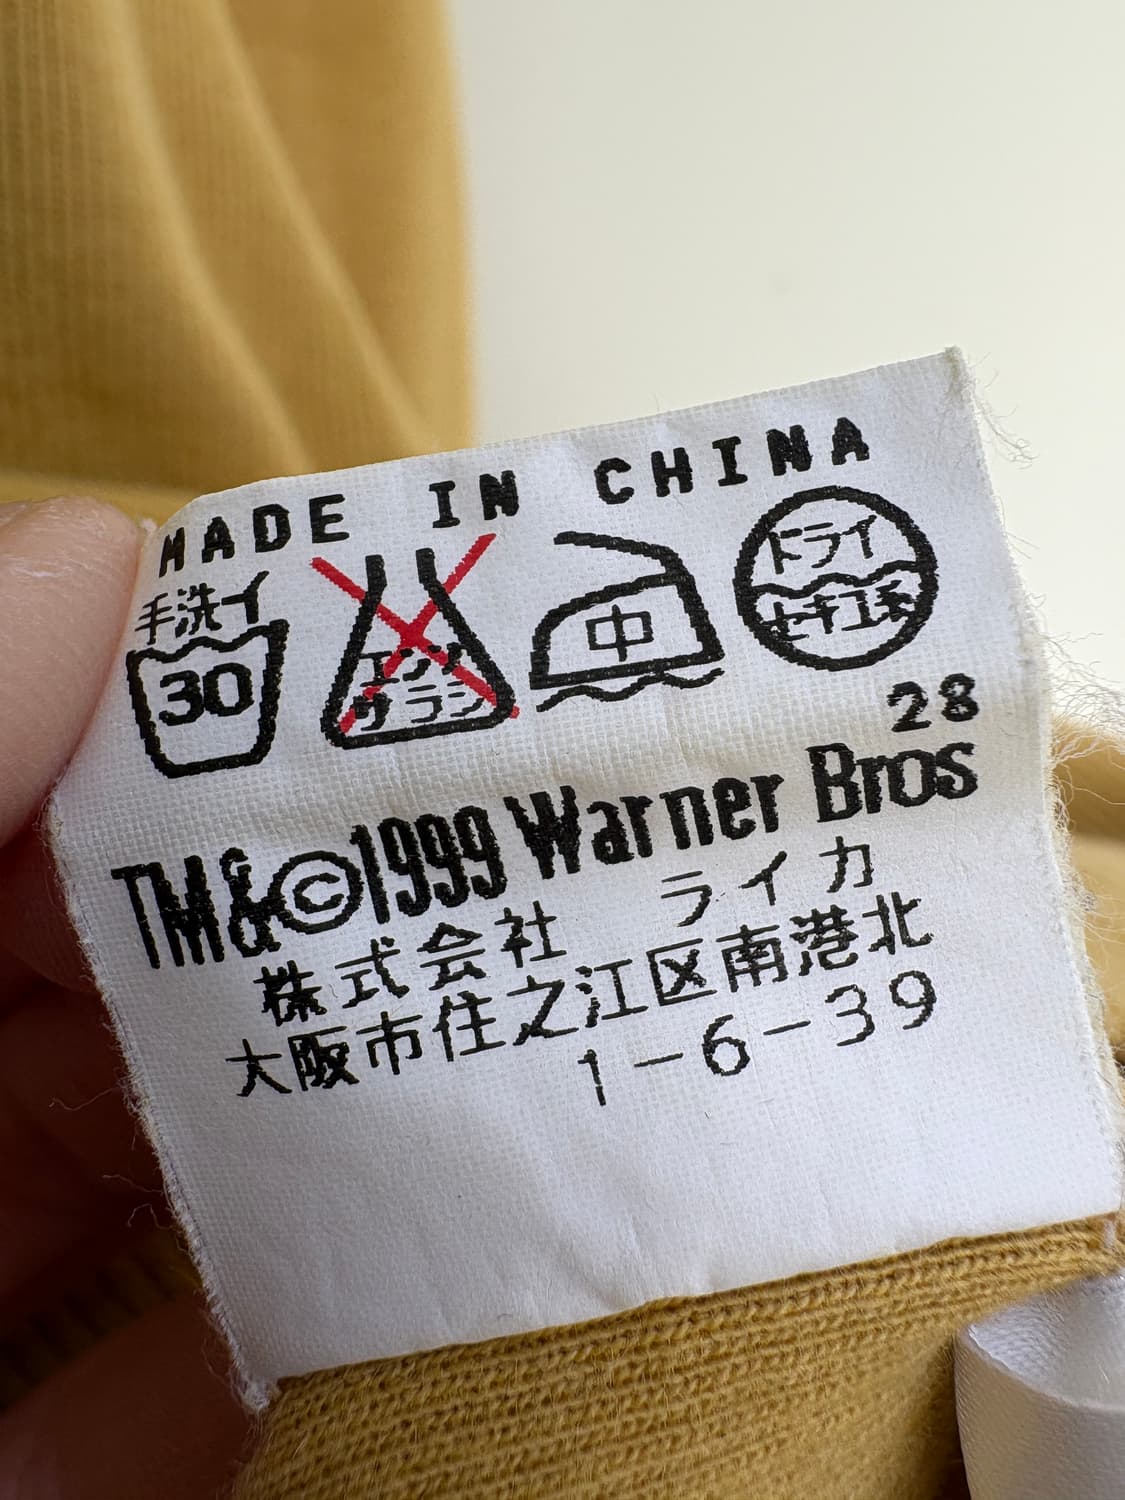 MADE IN CHINA
手洗イ
30
エンソ
サラシ
中
ドライ
セキユ系
28
TM&©1999 Warner Bros
株式会社 ライカ
大阪市住之江区南港北
1-6-39